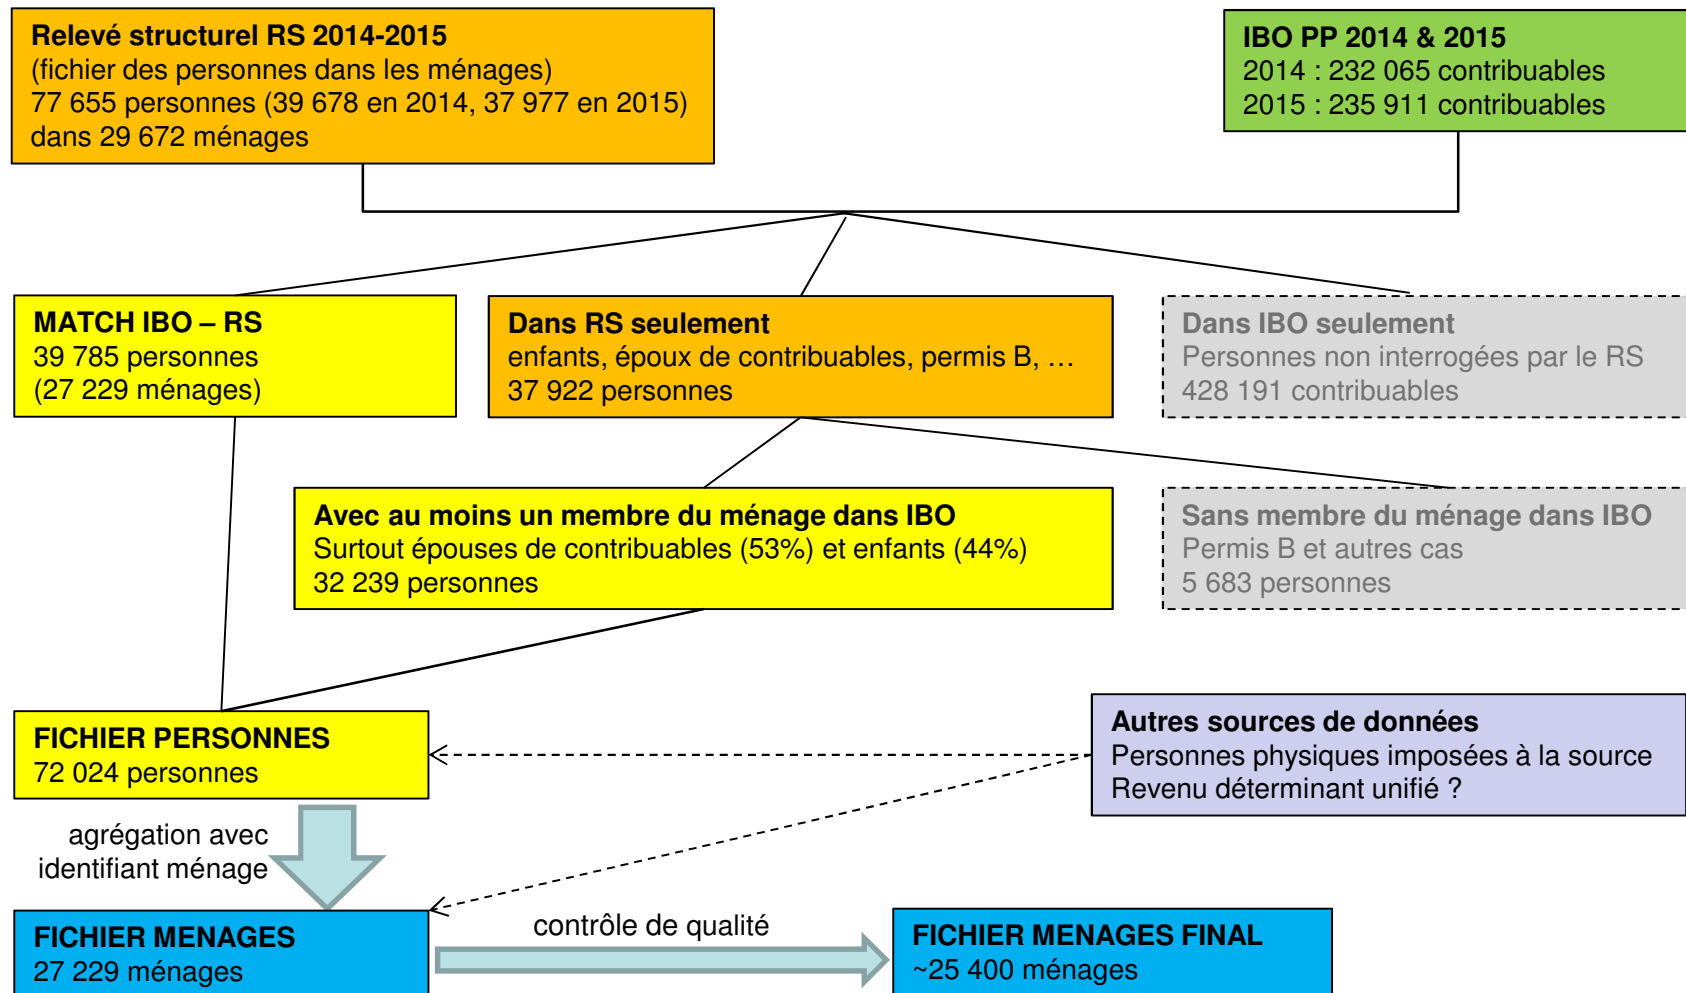 Relevé structurel RS 2014-2015
(fichier des personnes dans les ménages)
77 655 personnes (39 678 en 2014, 37 977 en 2015)
dans 29 672 ménages
IBO PP 2014 & 2015
2014 : 232 065 contribuables
2015 : 235 911 contribuables
MATCH IBO – RS
39 785 personnes
(27 229 ménages)
Dans RS seulement
enfants, époux de contribuables, permis B, …
37 922 personnes
Dans IBO seulement
Personnes non interrogées par le RS
428 191 contribuables
Avec au moins un membre du ménage dans IBO
Surtout épouses de contribuables (53%) et enfants (44%)
32 239 personnes
Sans membre du ménage dans IBO
Permis B et autres cas
5 683 personnes
FICHIER PERSONNES
72 024 personnes
Autres sources de données
Personnes physiques imposées à la source
Revenu déterminant unifié ?
agrégation avec
identifiant ménage
FICHIER MENAGES
27 229 ménages
contrôle de qualité
FICHIER MENAGES FINAL
~25 400 ménages